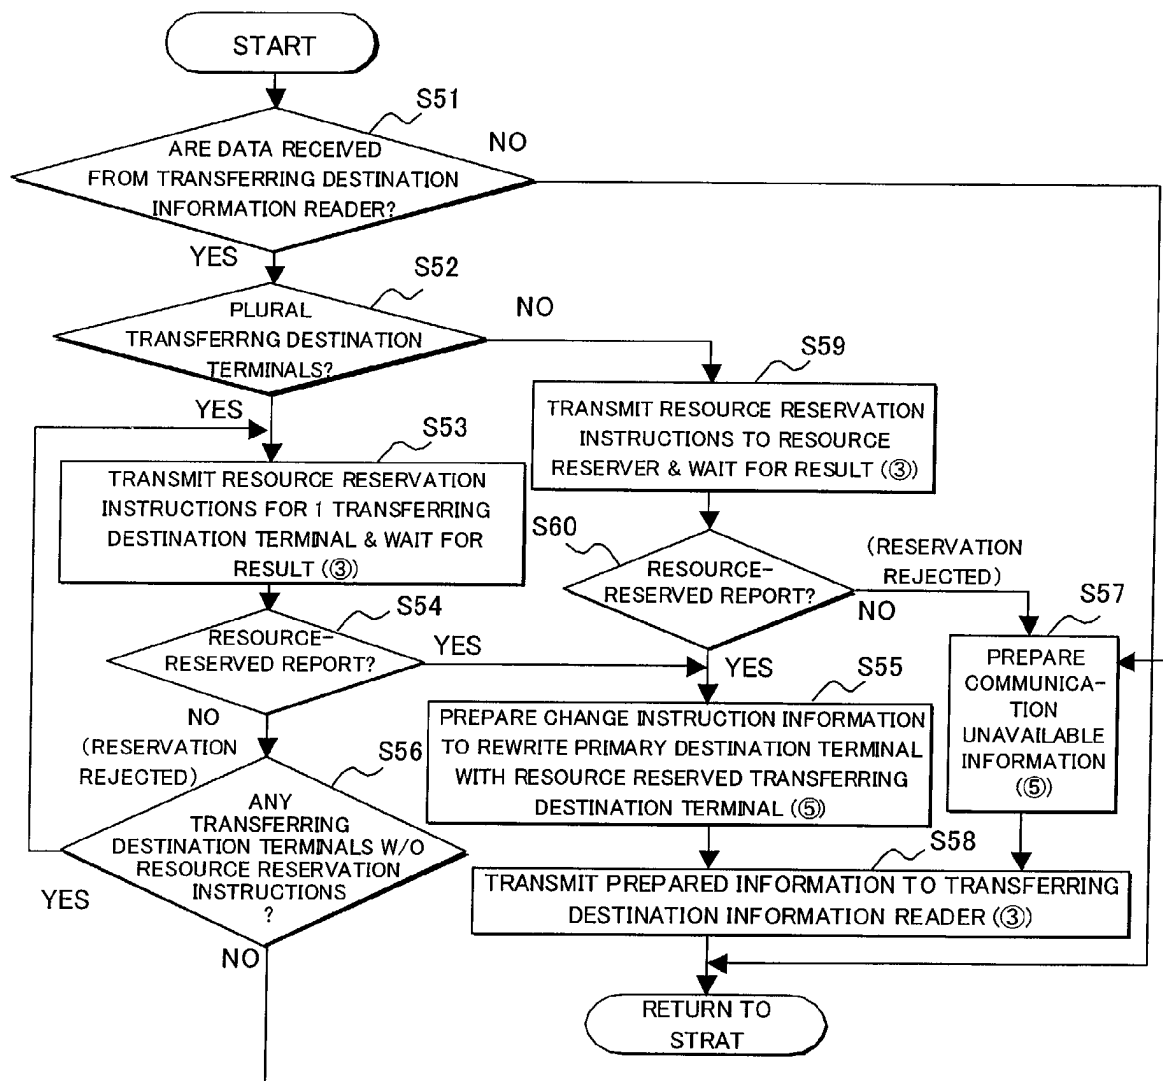 START
S51
NO
ARE DATA RECEIVED
FROM TRANSFERRING DESTINATION
INFORMATION READER?
YES
S52
NO
PLURAL
TRANSFERRNG DESTINATION
TERMINALS?
YES
S59
TRANSMIT RESOURCE RESERVATION
INSTRUCTIONS TO RESOURCE
RESERVER & WAIT FOR RESULT (③)
S53
TRANSMIT RESOURCE RESERVATION
INSTRUCTIONS FOR 1 TRANSFERRING
DESTINATION TERMINAL & WAIT FOR
RESULT (③)
S60
RESOURCE-
RESERVED REPORT?
(RESERVATION
REJECTED)
NO
S57
S54
RESOURCE-
RESERVED REPORT?
YES
YES
PREPARE
COMMUNICA-
TION
UNAVAILABLE
INFORMATION
(⑤)
S55
PREPARE CHANGE INSTRUCTION INFORMATION
TO REWRITE PRIMARY DESTINATION TERMINAL
WITH RESOURCE RESERVED TRANSFERRING
DESTINATION TERMINAL (⑤)
NO
(RESERVATION
REJECTED)
S56
ANY
TRANSFERRING
DESTINATION TERMINALS W/O
RESOURCE RESERVATION
INSTRUCTIONS
?
YES
NO
S58
TRANSMIT PREPARED INFORMATION TO TRANSFERRING
DESTINATION INFORMATION READER (③)
RETURN TO
STRAT